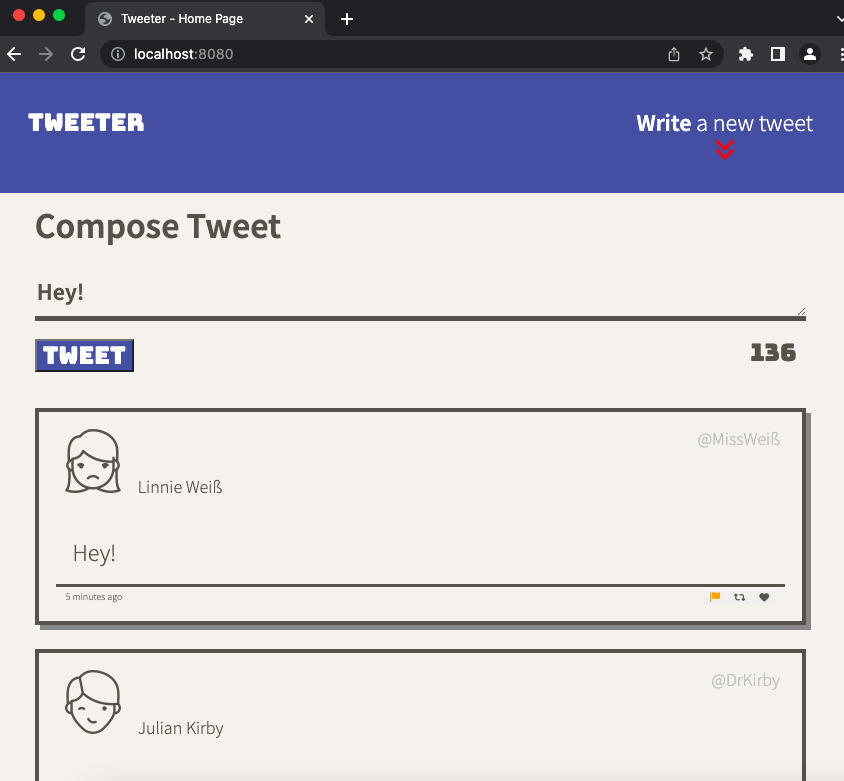 Tweeter - Home Page
localhost:8080
TWEETER
Write a new tweet
Compose Tweet
Hey!
TWEET
136
@MissWeiß
Linnie Weiß
Hey!
5 minutes ago
@DrKirby
Julian Kirby